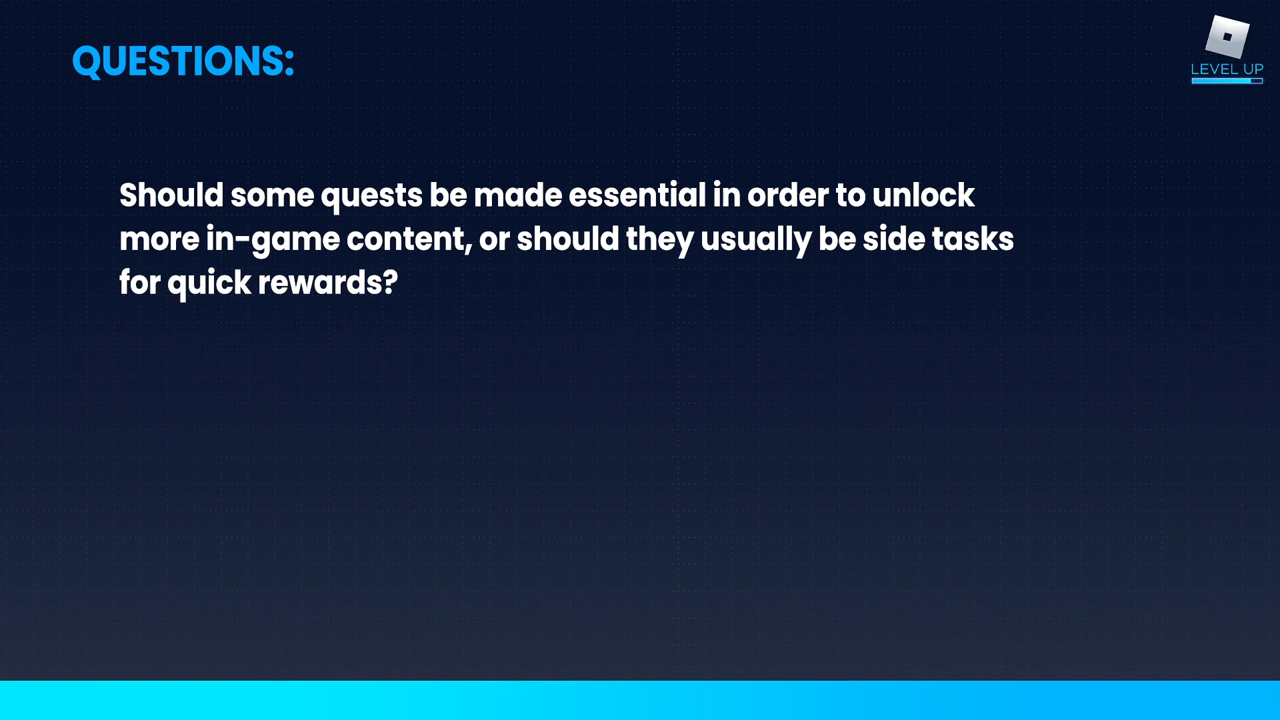 QUESTIONS:
LEVEL UP
Should some quests be made essential in order to unlock
more in-game content, or should they usually be side tasks
for quick rewards?